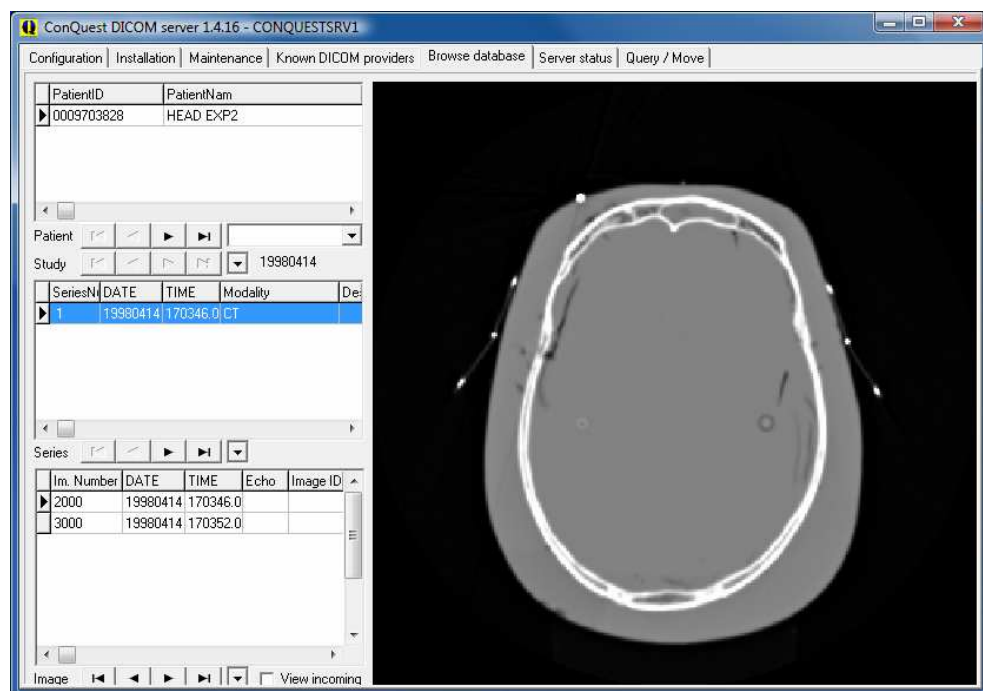 ConQuest DICOM server 1.4.16 - CONQUESTSRV1
Configuration Installation Maintenance Known DICOM providers Browse database Server status Query / Move
PatientID PatientNam
0009703828 HEAD EXP2
Patient
Study 19980414
SeriesNu DATE TIME Modality De
1 19980414 170346.0 CT
Series
Im. Number DATE TIME Echo Image ID
2000 19980414 170346.0
3000 19980414 170352.0
Image View incoming